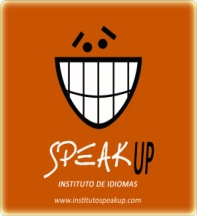 SPEAK UP
INSTITUTO DE IDIOMAS
www.institutospeakup.com